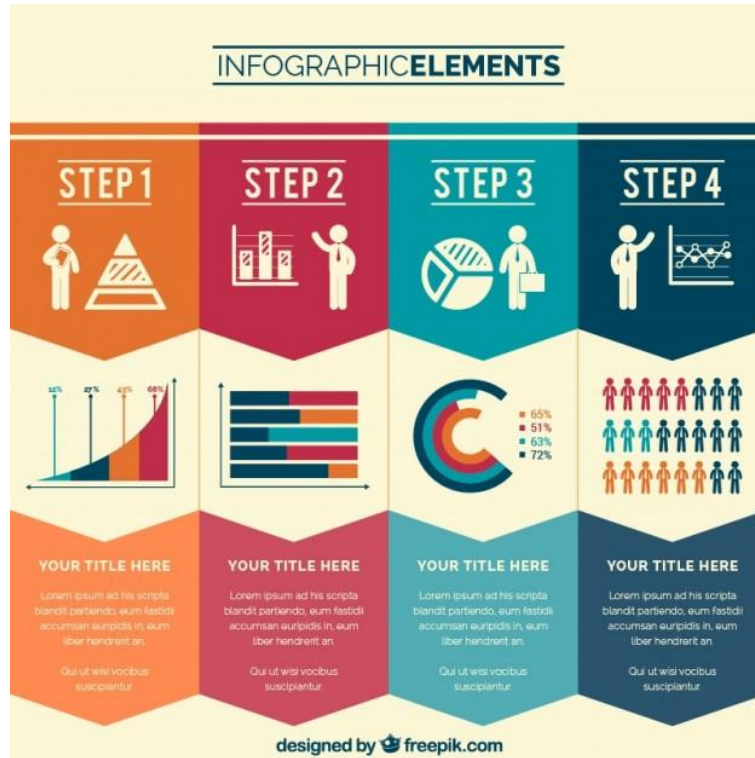 INFOGRAPHICELEMENTS
STEP 1
STEP 2
STEP 3
STEP 4
12%
27%
43%
66%
65%
51%
63%
72%
YOUR TITLE HERE
Lorem ipsum ad his scripta
blandit partiendo, eum fastidii
accumsan euripidis in, eum
liber hendrerit an.
Qui ut wisi vocibus
suscipiantur.
YOUR TITLE HERE
Lorem ipsum ad his scripta
blandit partiendo, eum fastidii
accumsan euripidis in, eum
liber hendrerit an.
Qui ut wisi vocibus
suscipiantur.
YOUR TITLE HERE
Lorem ipsum ad his scripta
blandit partiendo, eum fastidii
accumsan euripidis in, eum
liber hendrerit an.
Qui ut wisi vocibus
suscipiantur.
YOUR TITLE HERE
Lorem ipsum ad his scripta
blandit partiendo, eum fastidii
accumsan euripidis in, eum
liber hendrerit an.
Qui ut wisi vocibus
suscipiantur.
designed by freepik.com